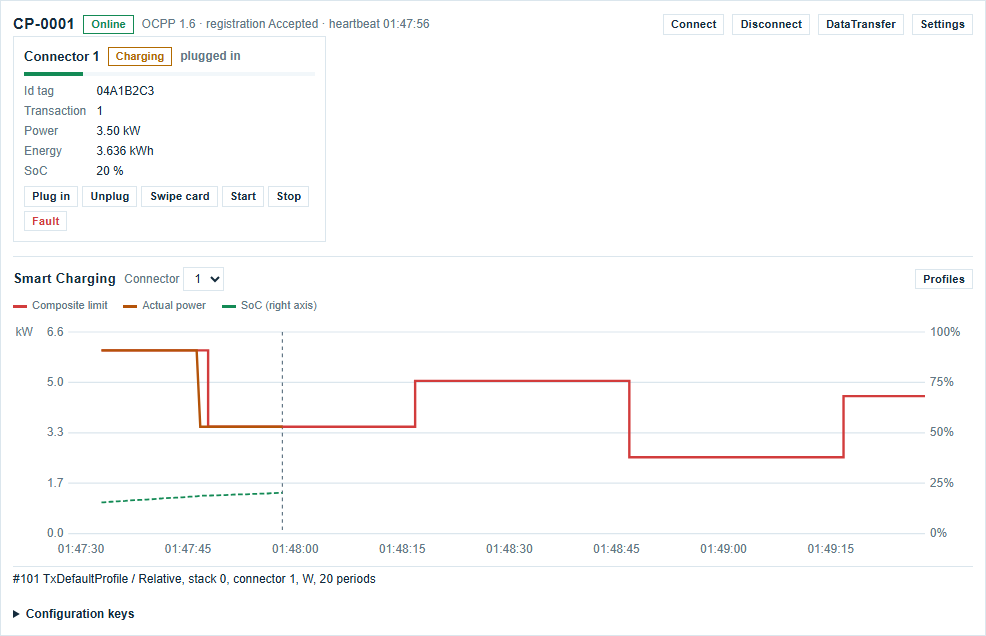 CP-0001 Online OCPP 1.6 · registration Accepted · heartbeat 01:47:56 Connect Disconnect DataTransfer Settings
Connector 1 Charging plugged in
Id tag 04A1B2C3
Transaction 1
Power 3.50 kW
Energy 3.636 kWh
SoC 20 %
Plug in Unplug Swipe card Start Stop
Fault
Smart Charging Connector 1 Profiles
Composite limit Actual power SoC (right axis)
kW 6.6 100%
5.0 75%
3.3 50%
1.7 25%
0.0 0%
01:47:30 01:47:45 01:48:00 01:48:15 01:48:30 01:48:45 01:49:00 01:49:15
#101 TxDefaultProfile / Relative, stack 0, connector 1, W, 20 periods
Configuration keys